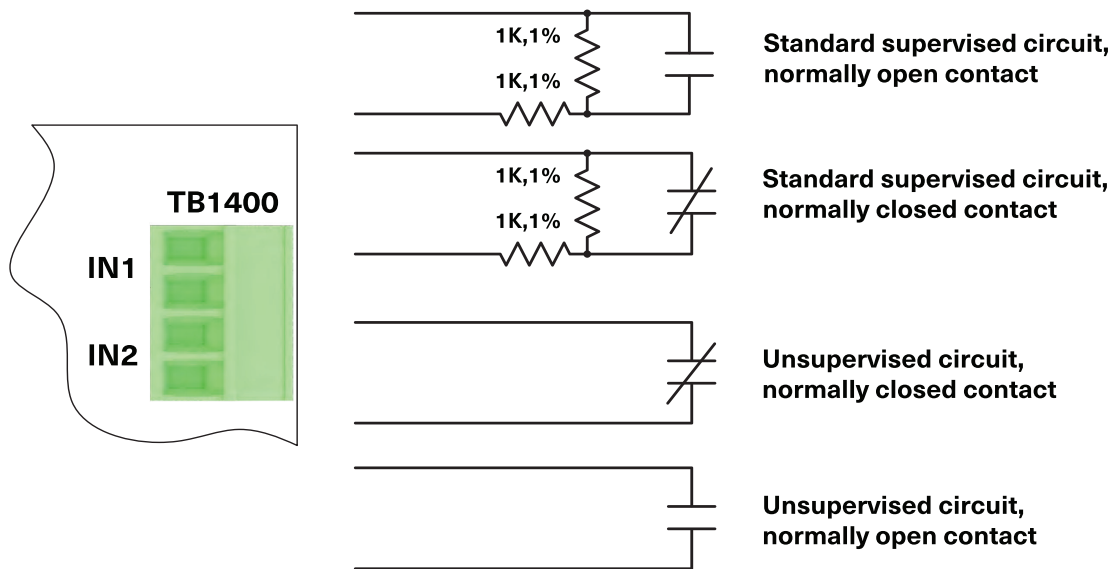 1K,1%
1K,1%
Standard supervised circuit,
normally open contact
TB1400
IN1
IN2
1K,1%
1K,1%
Standard supervised circuit,
normally closed contact
Unsupervised circuit,
normally closed contact
Unsupervised circuit,
normally open contact